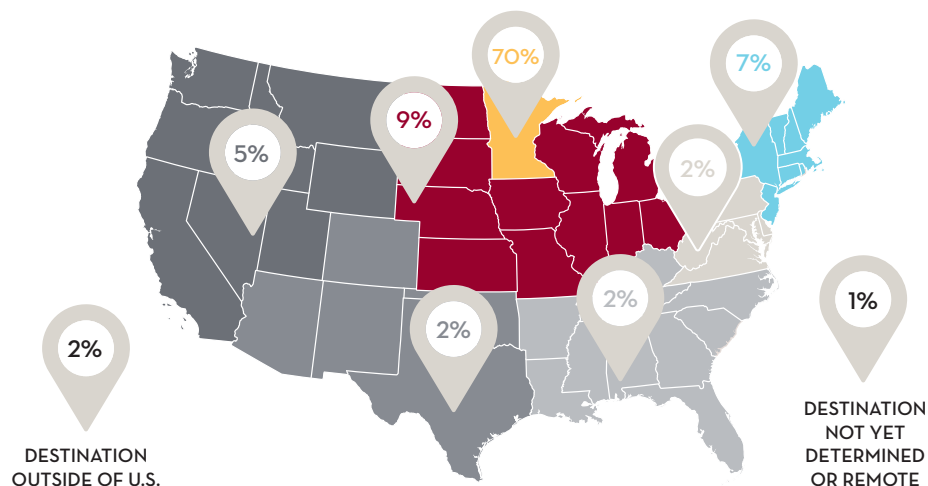 70%
7%
9%
5%
2%
2%
2%
2%
DESTINATION
OUTSIDE OF U.S.
1%
DESTINATION
NOT YET
DETERMINED
OR REMOTE